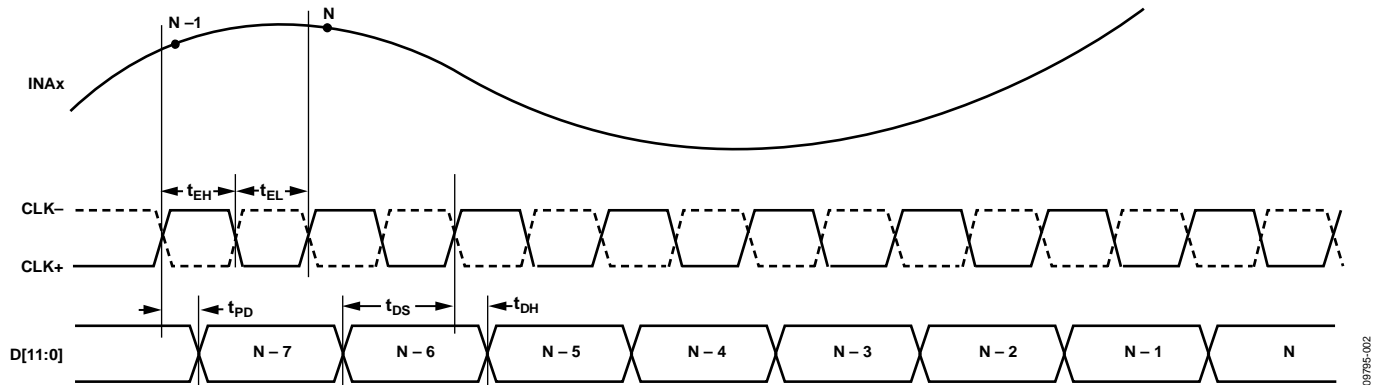 N –1
N
INAx
tEH
tEL
CLK–
CLK+
tPD
tDS
tDH
D[11:0]
N – 7
N – 6
N – 5
N – 4
N – 3
N – 2
N – 1
N
09795-002